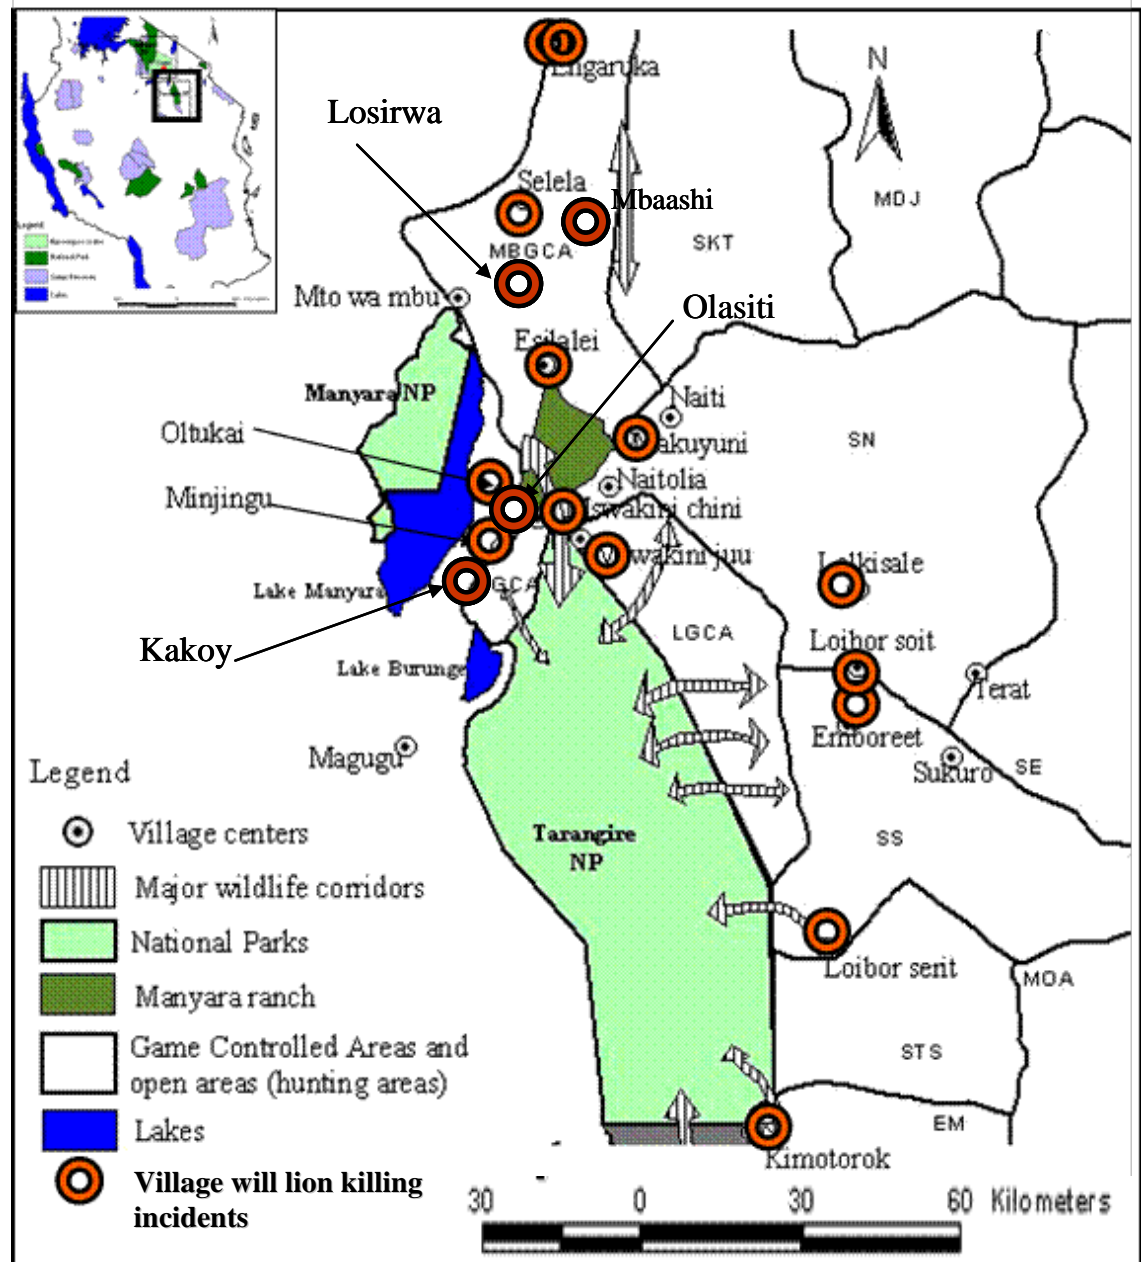 Engaruka
Losirwa
N
Selela
Mbaashi
MDJ
SKT
MBGCA
Mto wa mbu
Olasiti
Esilalei
Manyara NP
Naiti
Oltukai
akuyuni
SN
Naitolia
Minjingu
Mswakini chini
wakini juu
Lolkisale
GCA
Lake Manyara
LGCA
Kakoy
Loibor soit
Lake Burunge
Terat
Emboreet
Magugu
Sukuro
SE
Tarangire
NP
SS
Loibor serit
MOA
STS
EM
Kimotorok
Legend
Village centers
Major wildlife corridors
National Parks
Manyara ranch
Game Controlled Areas and
open areas (hunting areas)
Lakes
Village will lion killing
incidents
30 0 30 60 Kilometers